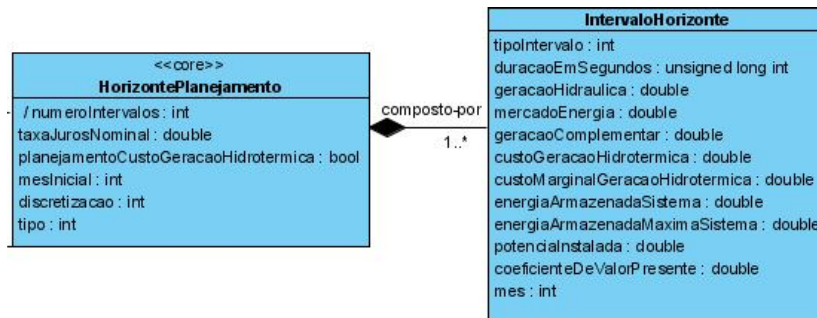 <<core>>
HorizontePlanejamento
/ numeroIntervalos : int
taxaJurosNominal : double
planejamentoCustoGeracaoHidrotermica : bool
mesInicial : int
discretizacao : int
tipo : int
composto-por
1..*
IntervaloHorizonte
tipoIntervalo : int
duracaoEmSegundos : unsigned long int
geracaoHidraulica : double
mercadoEnergia : double
geracaoComplementar : double
custoGeracaoHidrotermica : double
custoMarginalGeracaoHidrotermica : double
energiaArmazenadaSistema : double
energiaArmazenadaMaximaSistema : double
potenciaInstalada : double
coeficienteDeValorPresente : double
mes : int